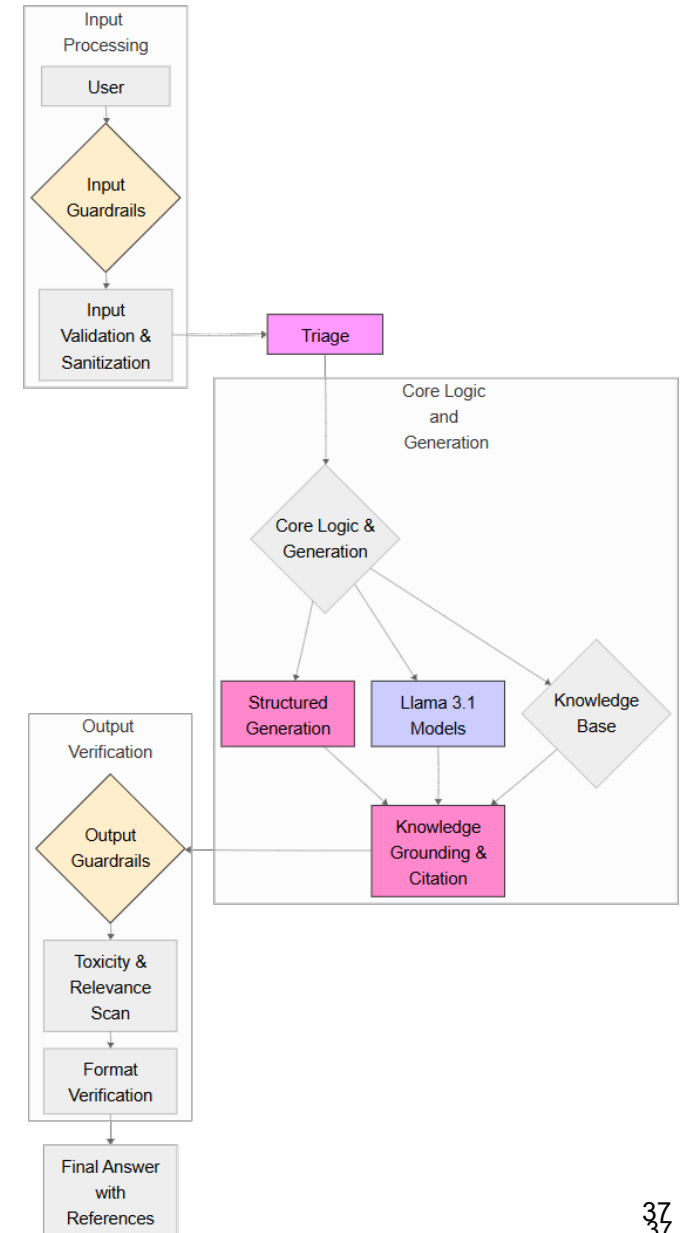 Input
Processing
User
Input
Guardrails
Input
Validation &
Sanitization
Triage
Core Logic
and
Generation
Core Logic &
Generation
Structured
Generation
Llama 3.1
Models
Knowledge
Base
Knowledge
Grounding &
Citation
Output
Verification
Output
Guardrails
Toxicity &
Relevance
Scan
Format
Verification
Final Answer
with
References
37
37